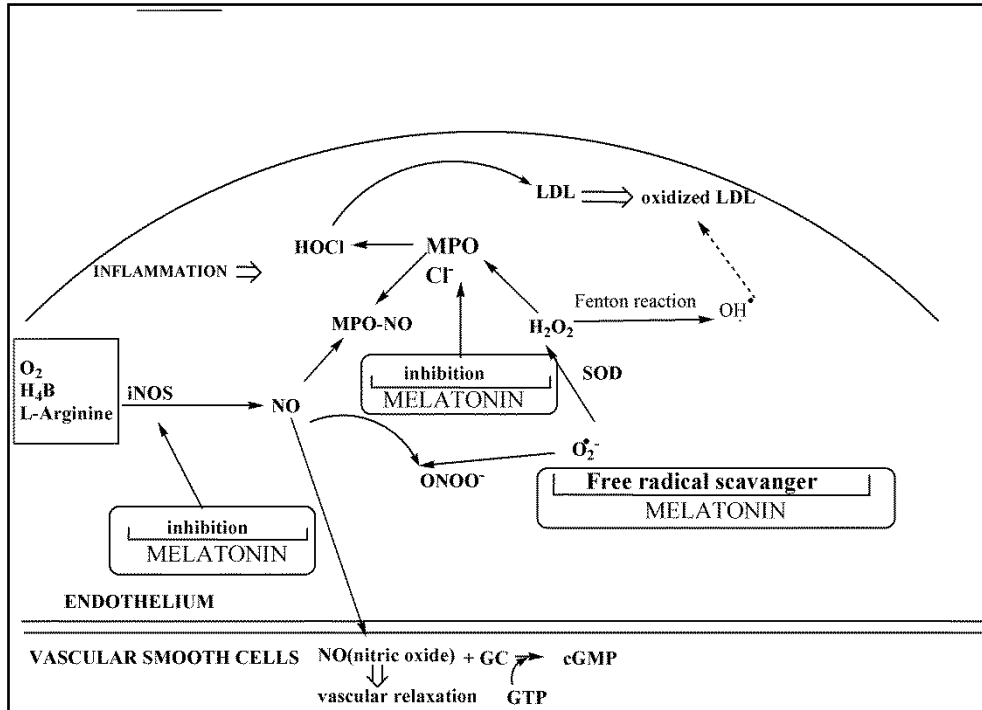 LDL ⇒ oxidized LDL
HOCl
MPO
Cl⁻
INFLAMMATION ⇒
Fenton reaction
OH•
MPO-NO
H₂O₂
O₂
H₄B
L-Arginine
iNOS
NO
inhibition
MELATONIN
SOD
O₂•⁻
ONOO⁻
Free radical scavanger
MELATONIN
inhibition
MELATONIN
ENDOTHELIUM
VASCULAR SMOOTH CELLS NO(nitric oxide) + GC → cGMP
vascular relaxation GTP